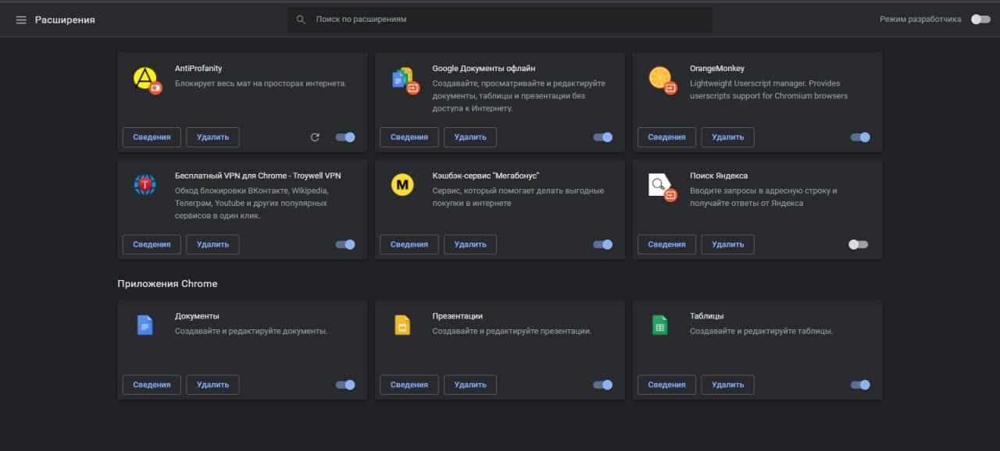 Расширения
Поиск по расширениям
Режим разработчика
AntiProfanity
Блокирует весь мат на просторах интернета.
Сведения
Удалить
Google Документы офлайн
Создавайте, просматривайте и редактируйте
документы, таблицы и презентации без
доступа к Интернету.
Сведения
Удалить
OrangeMonkey
Lightweight Userscript manager. Provides
userscripts support for Chromium browsers
Сведения
Удалить
T
Бесплатный VPN для Chrome - Troywell VPN
Обход блокировки ВКонтакте, Wikipedia,
Телеграм, Youtube и других популярных
сервисов в один клик.
Сведения
Удалить
M
Кэшбэк-сервис "Мегабонус"
Сервис, который помогает делать выгодные
покупки в интернете
Сведения
Удалить
Поиск Яндекса
Вводите запросы в адресную строку и
получайте ответы от Яндекса
Сведения
Удалить
Приложения Chrome
Документы
Создавайте и редактируйте документы.
Сведения
Удалить
Презентации
Создавайте и редактируйте презентации.
Сведения
Удалить
Таблицы
Создавайте и редактируйте таблицы.
Сведения
Удалить